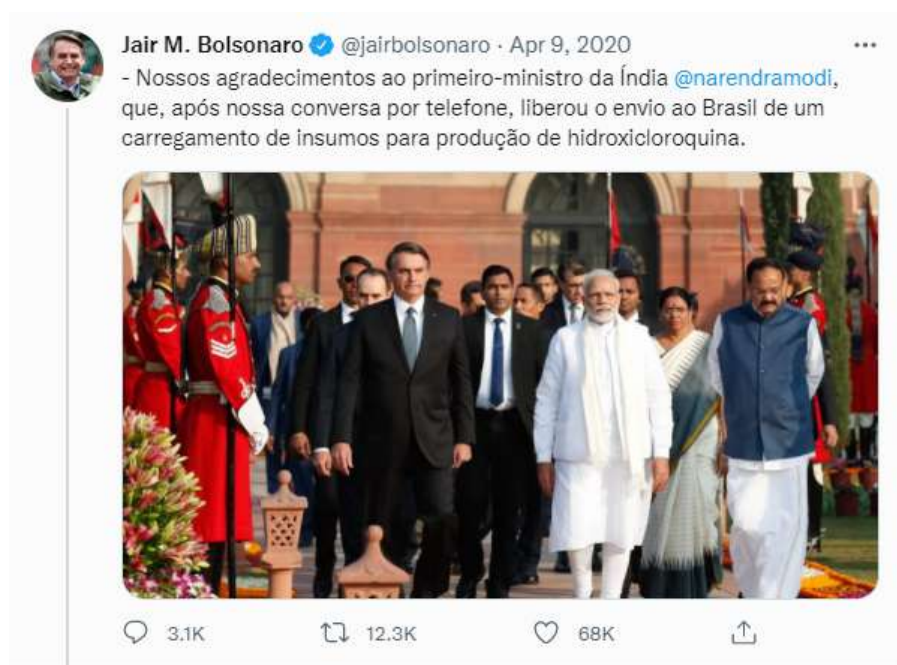 Jair M. Bolsonaro @jairbolsonaro · Apr 9, 2020
- Nossos agradecimentos ao primeiro-ministro da Índia @narendramodi,
que, após nossa conversa por telefone, liberou o envio ao Brasil de um
carregamento de insumos para produção de hidroxicloroquina.
3.1K 12.3K 68K